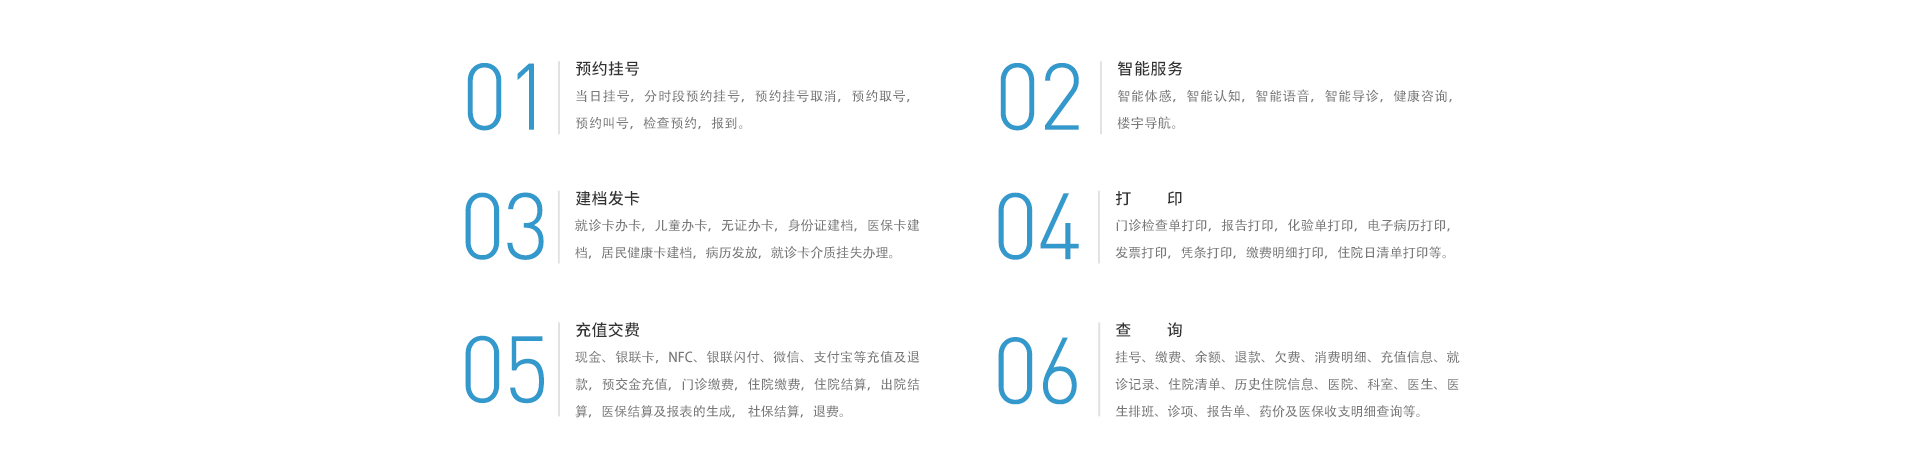 01
预约挂号
当日挂号，分时段预约挂号，预约挂号取消，预约取号，
预约叫号，检查预约，报到。
02
智能服务
智能体感，智能认知，智能语音，智能导诊，健康咨询，
楼宇导航。
03
建档发卡
就诊卡办卡，儿童办卡，无证办卡，身份证建档，医保卡建
档，居民健康卡建档，病历发放，就诊卡介质挂失办理。
04
打 印
门诊检查单打印，报告打印，化验单打印，电子病历打印，
发票打印，凭条打印，缴费明细打印，住院日清单打印等。
05
充值交费
现金、银联卡，NFC、银联闪付、微信、支付宝等充值及退
款，预交金充值，门诊缴费，住院缴费，住院结算，出院结
算，医保结算及报表的生成， 社保结算，退费。
06
查 询
挂号、缴费、余额、退款、欠费、消费明细、充值信息、就
诊记录、住院清单、历史住院信息、医院、科室、医生、医
生排班、诊项、报告单、药价及医保收支明细查询等。